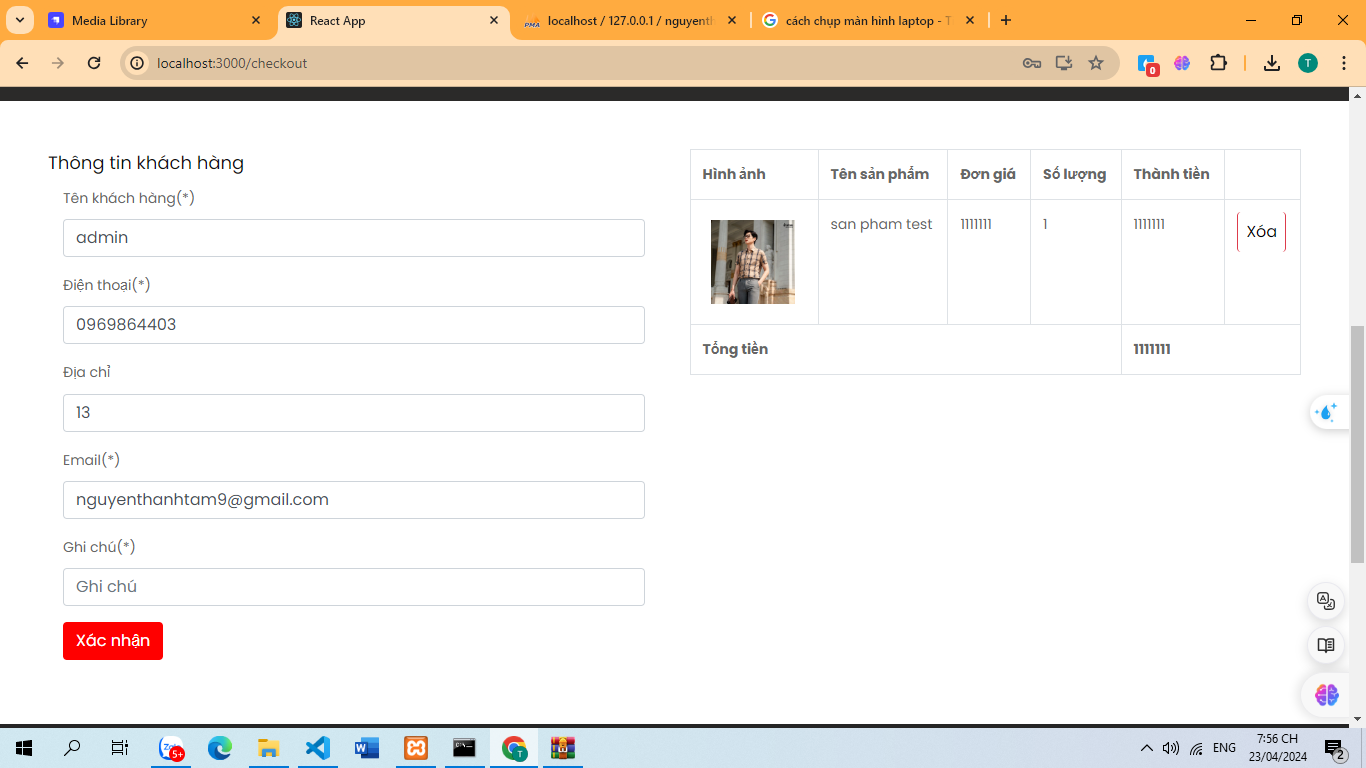 Media Library
React App
localhost / 127.0.0.1 / nguyenth
cách chụp màn hình laptop - T
localhost:3000/checkout
0
T
Thông tin khách hàng
Tên khách hàng(*)
admin
Điện thoại(*)
0969864403
Địa chỉ
13
Email(*)
nguyenthanhtam9@gmail.com
Ghi chú(*)
Ghi chú
Xác nhận
Hình ảnh Tên sản phẩm Đơn giá Số lượng Thành tiền
san pham test 1111111 1 1111111 Xóa
Tổng tiền 1111111
5+
ENG
7:56 CH
23/04/2024
2